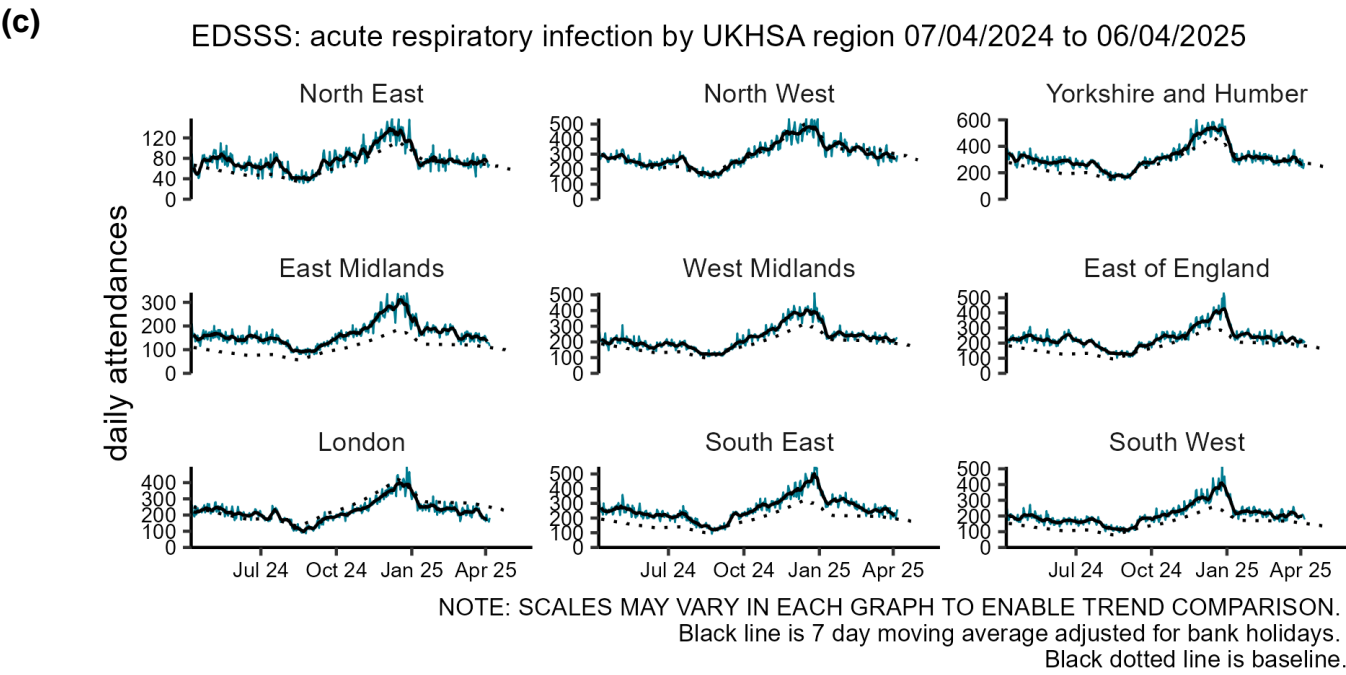 (c)
EDSSS: acute respiratory infection by UKHSA region 07/04/2024 to 06/04/2025
North East
North West
Yorkshire and Humber
120
80
40
0
500
400
300
200
100
0
600
400
200
0
daily attendances
East Midlands
West Midlands
East of England
300
200
100
0
500
400
300
200
100
0
500
400
300
200
100
0
London
South East
South West
400
300
200
100
0
500
400
300
200
100
0
500
400
300
200
100
0
Jul 24 Oct 24 Jan 25 Apr 25
Jul 24 Oct 24 Jan 25 Apr 25
Jul 24 Oct 24 Jan 25 Apr 25
NOTE: SCALES MAY VARY IN EACH GRAPH TO ENABLE TREND COMPARISON.
Black line is 7 day moving average adjusted for bank holidays.
Black dotted line is baseline.